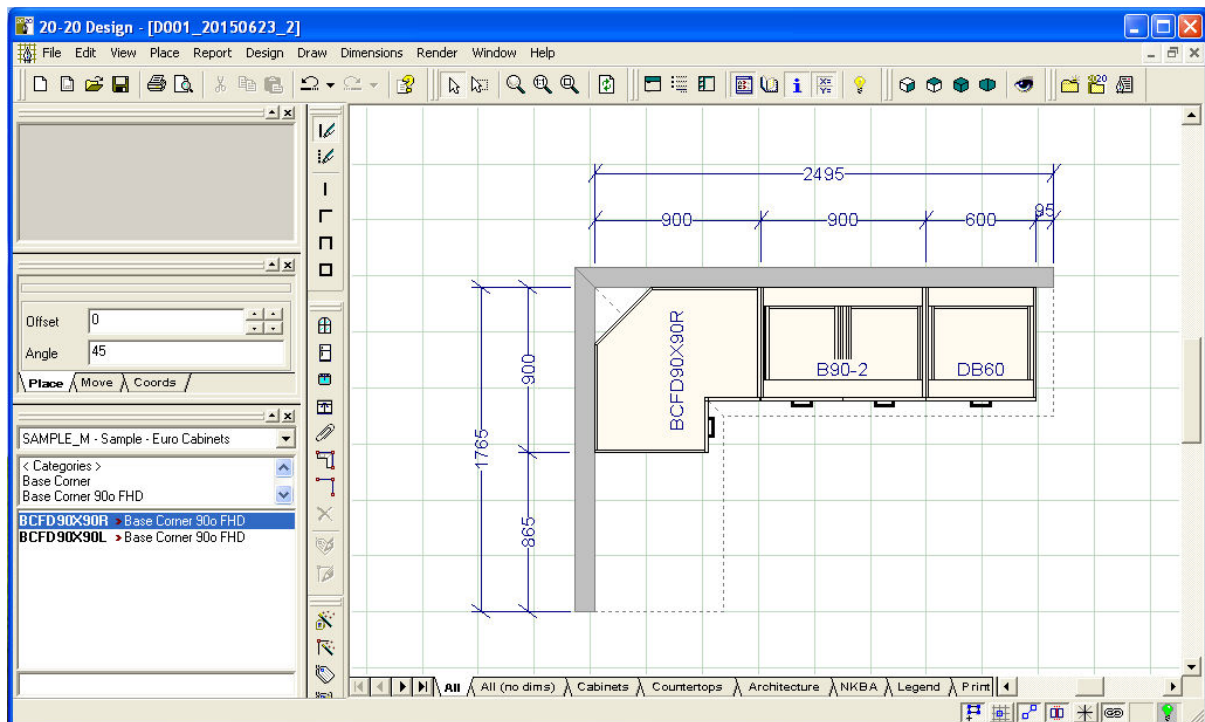 20-20 Design - [D001_20150623_2]
File Edit View Place Report Design Draw Dimensions Render Window Help
Offset 0
Angle 45
Place Move Coords
SAMPLE_M - Sample - Euro Cabinets
< Categories >
Base Corner
Base Corner 90o FHD
BCFD90X90R > Base Corner 90o FHD
BCFD90X90L > Base Corner 90o FHD
2495
900 900 600 95
1765
900
865
BCFD90X90R
B90-2
DB60
All All (no dims) Cabinets Countertops Architecture NKBA Legend Print